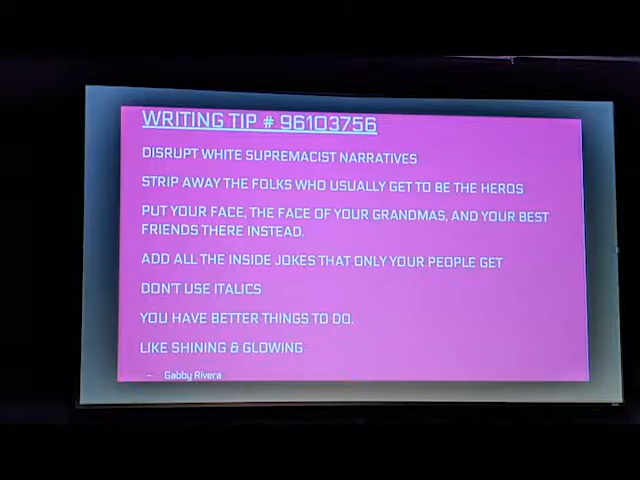 WRITING TIP # 96103756
DISRUPT WHITE SUPREMACIST NARRATIVES
STRIP AWAY THE FOLKS WHO USUALLY GET TO BE THE HEROS
PUT YOUR FACE, THE FACE OF YOUR GRANDMAS, AND YOUR BEST
FRIENDS THERE INSTEAD.
ADD ALL THE INSIDE JOKES THAT ONLY YOUR PEOPLE GET
DON'T USE ITALICS
YOU HAVE BETTER THINGS TO DO.
LIKE SHINING & GLOWING
– Gabby Rivera